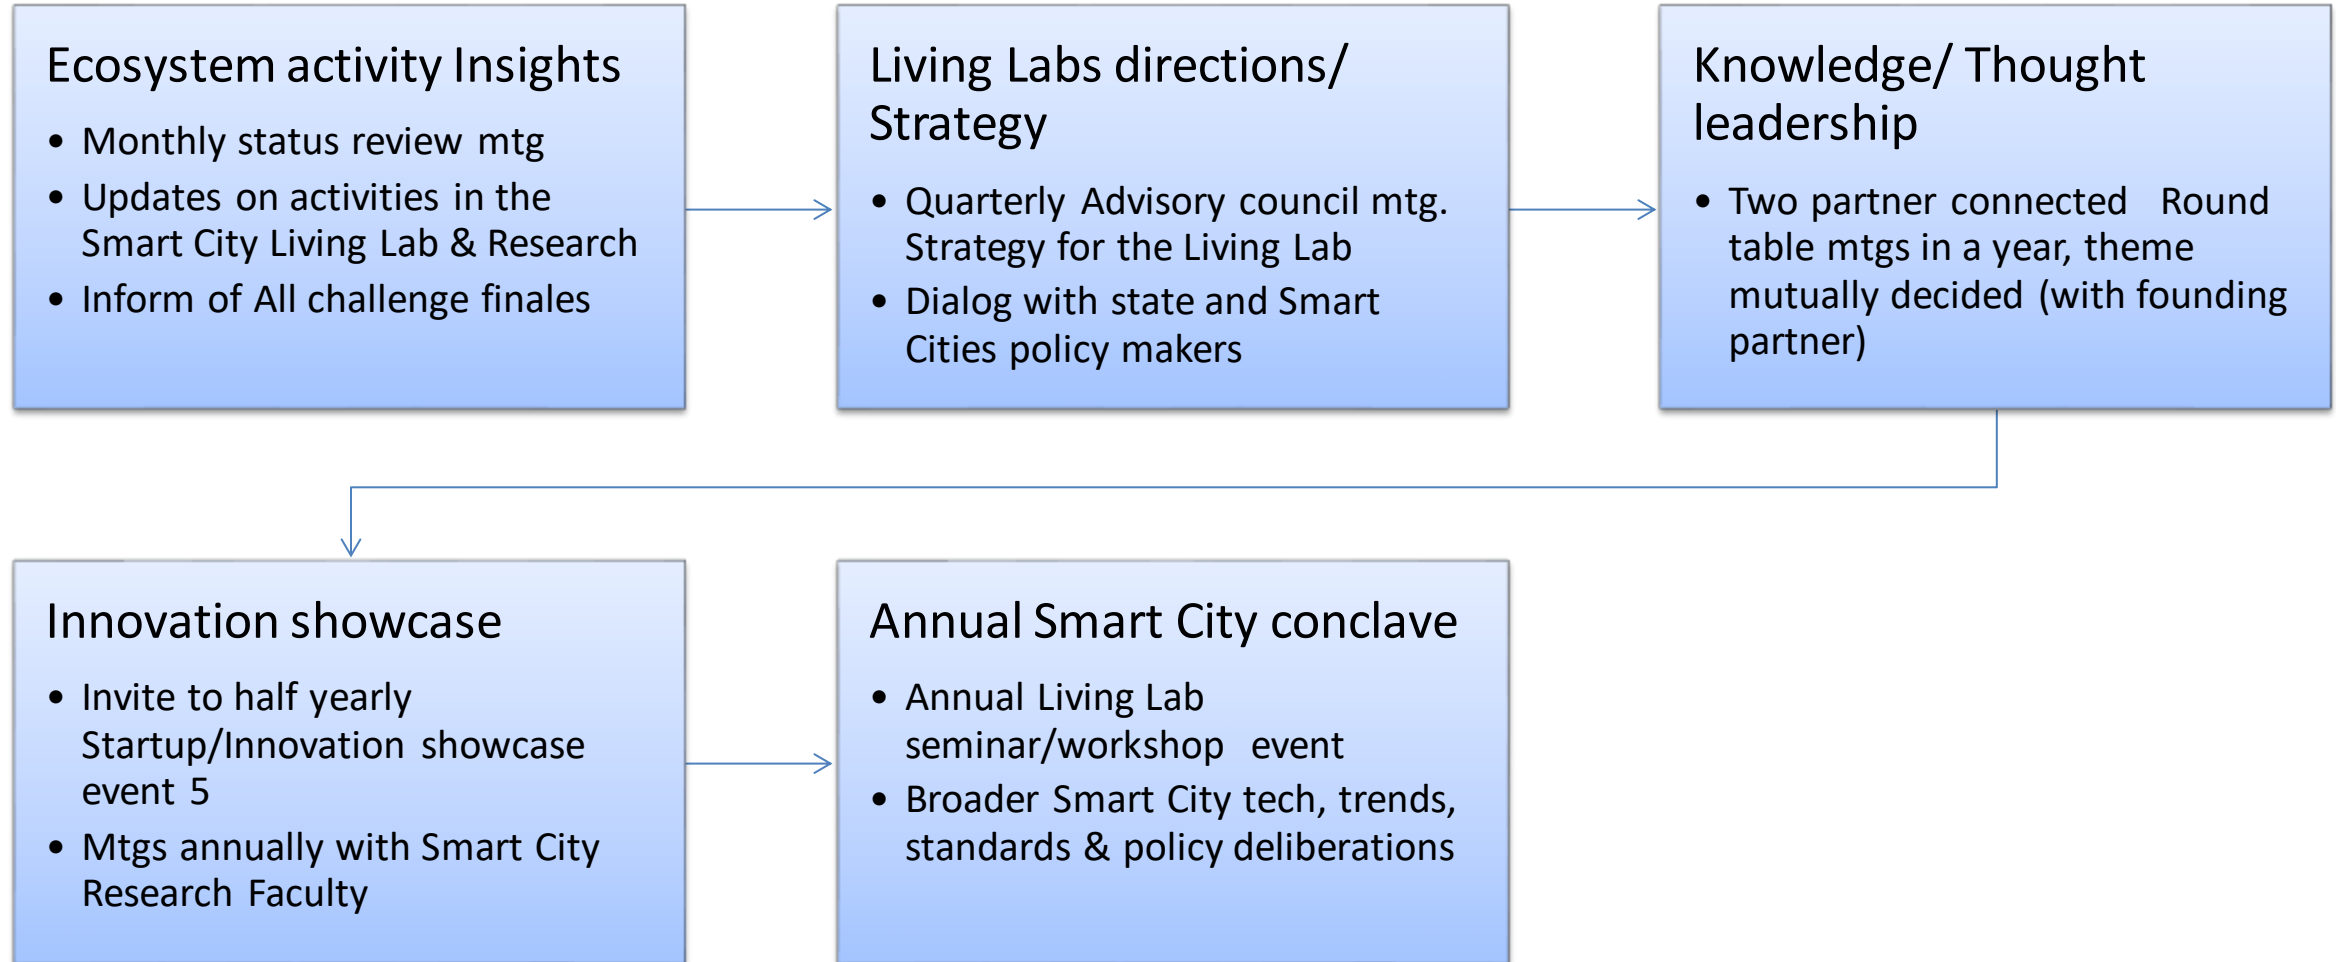 Ecosystem activity Insights
• Monthly status review mtg
• Updates on activities in the
Smart City Living Lab & Research
• Inform of All challenge finales
Living Labs directions/
Strategy
• Quarterly Advisory council mtg.
Strategy for the Living Lab
• Dialog with state and Smart
Cities policy makers
Knowledge/ Thought
leadership
• Two partner connected Round
table mtgs in a year, theme
mutually decided (with founding
partner)
Innovation showcase
• Invite to half yearly
Startup/Innovation showcase
event 5
• Mtgs annually with Smart City
Research Faculty
Annual Smart City conclave
• Annual Living Lab
seminar/workshop event
• Broader Smart City tech, trends,
standards & policy deliberations